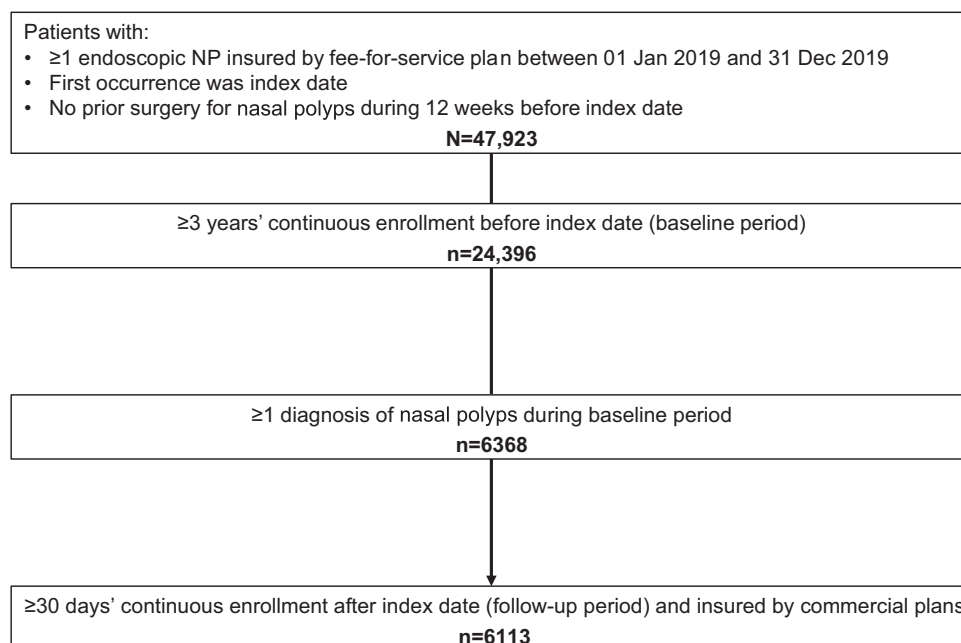 Patients with:
• ≥1 endoscopic NP insured by fee-for-service plan between 01 Jan 2019 and 31 Dec 2019
• First occurrence was index date
• No prior surgery for nasal polyps during 12 weeks before index date
N=47,923
≥3 years’ continuous enrollment before index date (baseline period)
n=24,396
≥1 diagnosis of nasal polyps during baseline period
n=6368
≥30 days’ continuous enrollment after index date (follow-up period) and insured by commercial plans
n=6113